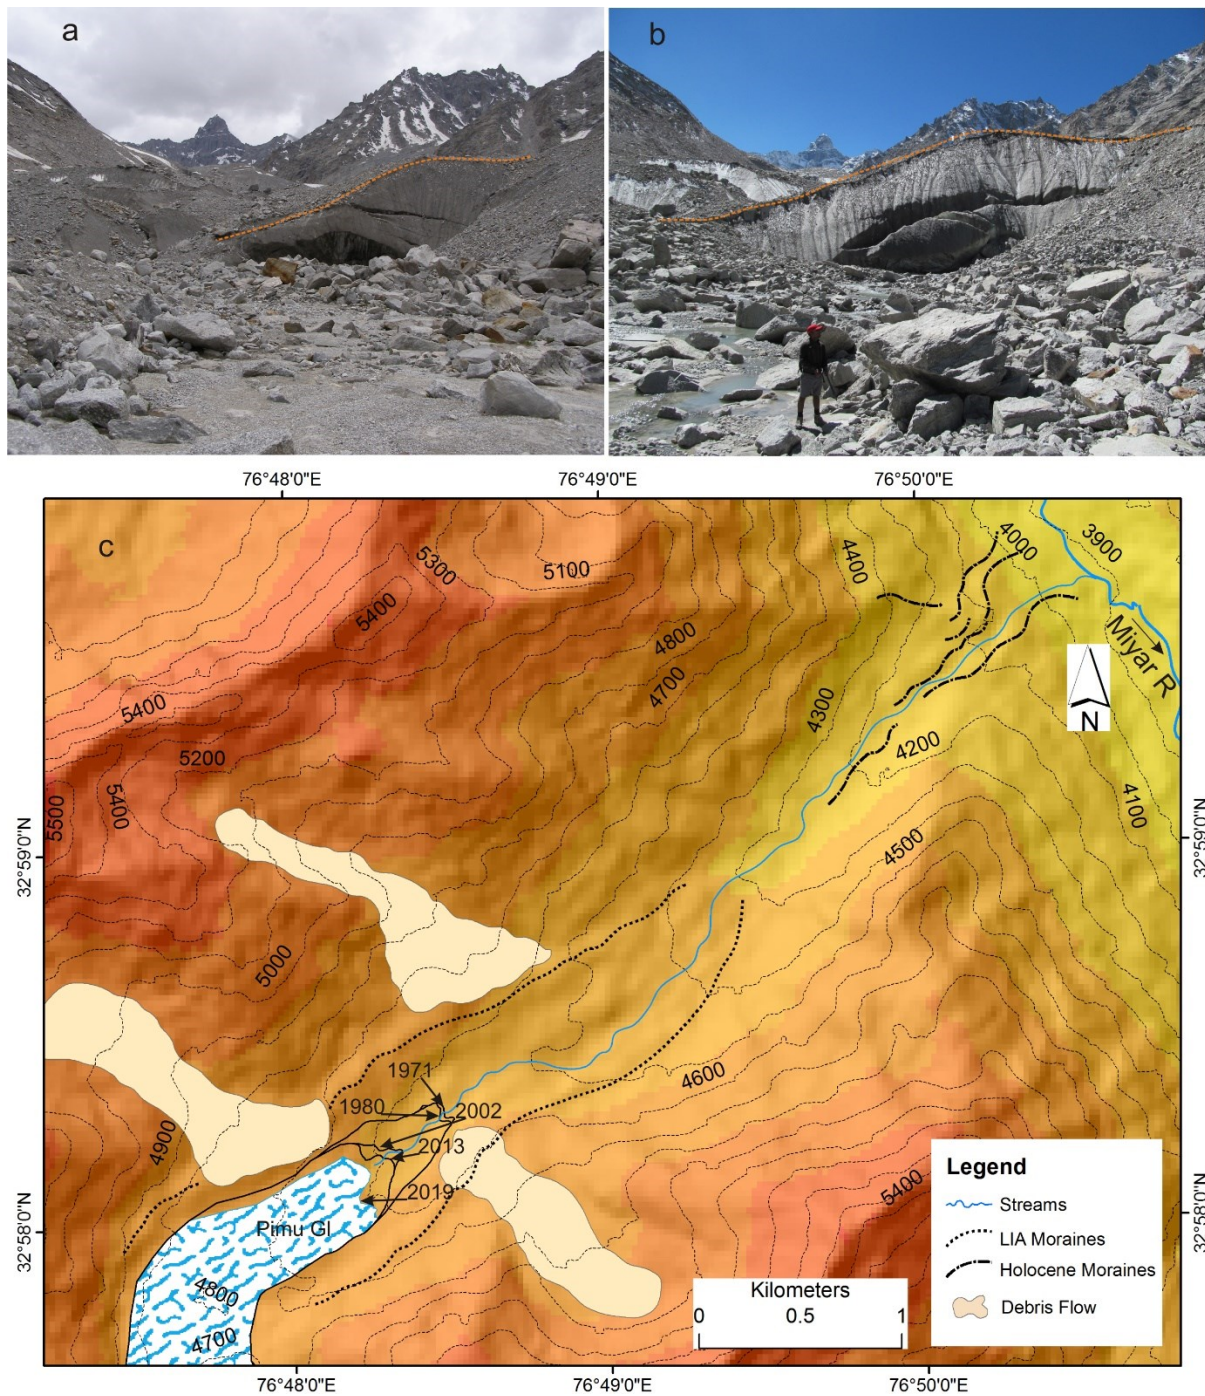 a
b
76°48'0"E 76°49'0"E 76°50'0"E
c
5300
5100
4400
4000
3900
5400
4800
4700
Miyar R
5400
4300
N
5200
4200
5500
5400
4100
32°59'0"N
32°59'0"N
4500
5000
1971
4600
1980
2002
4900
2013
2019
5400
32°58'0"N
32°58'0"N
Pimu Gl
4800
4700
Legend
Streams
LIA Moraines
Holocene Moraines
Debris Flow
Kilometers
0 0.5 1
76°48'0"E 76°49'0"E 76°50'0"E